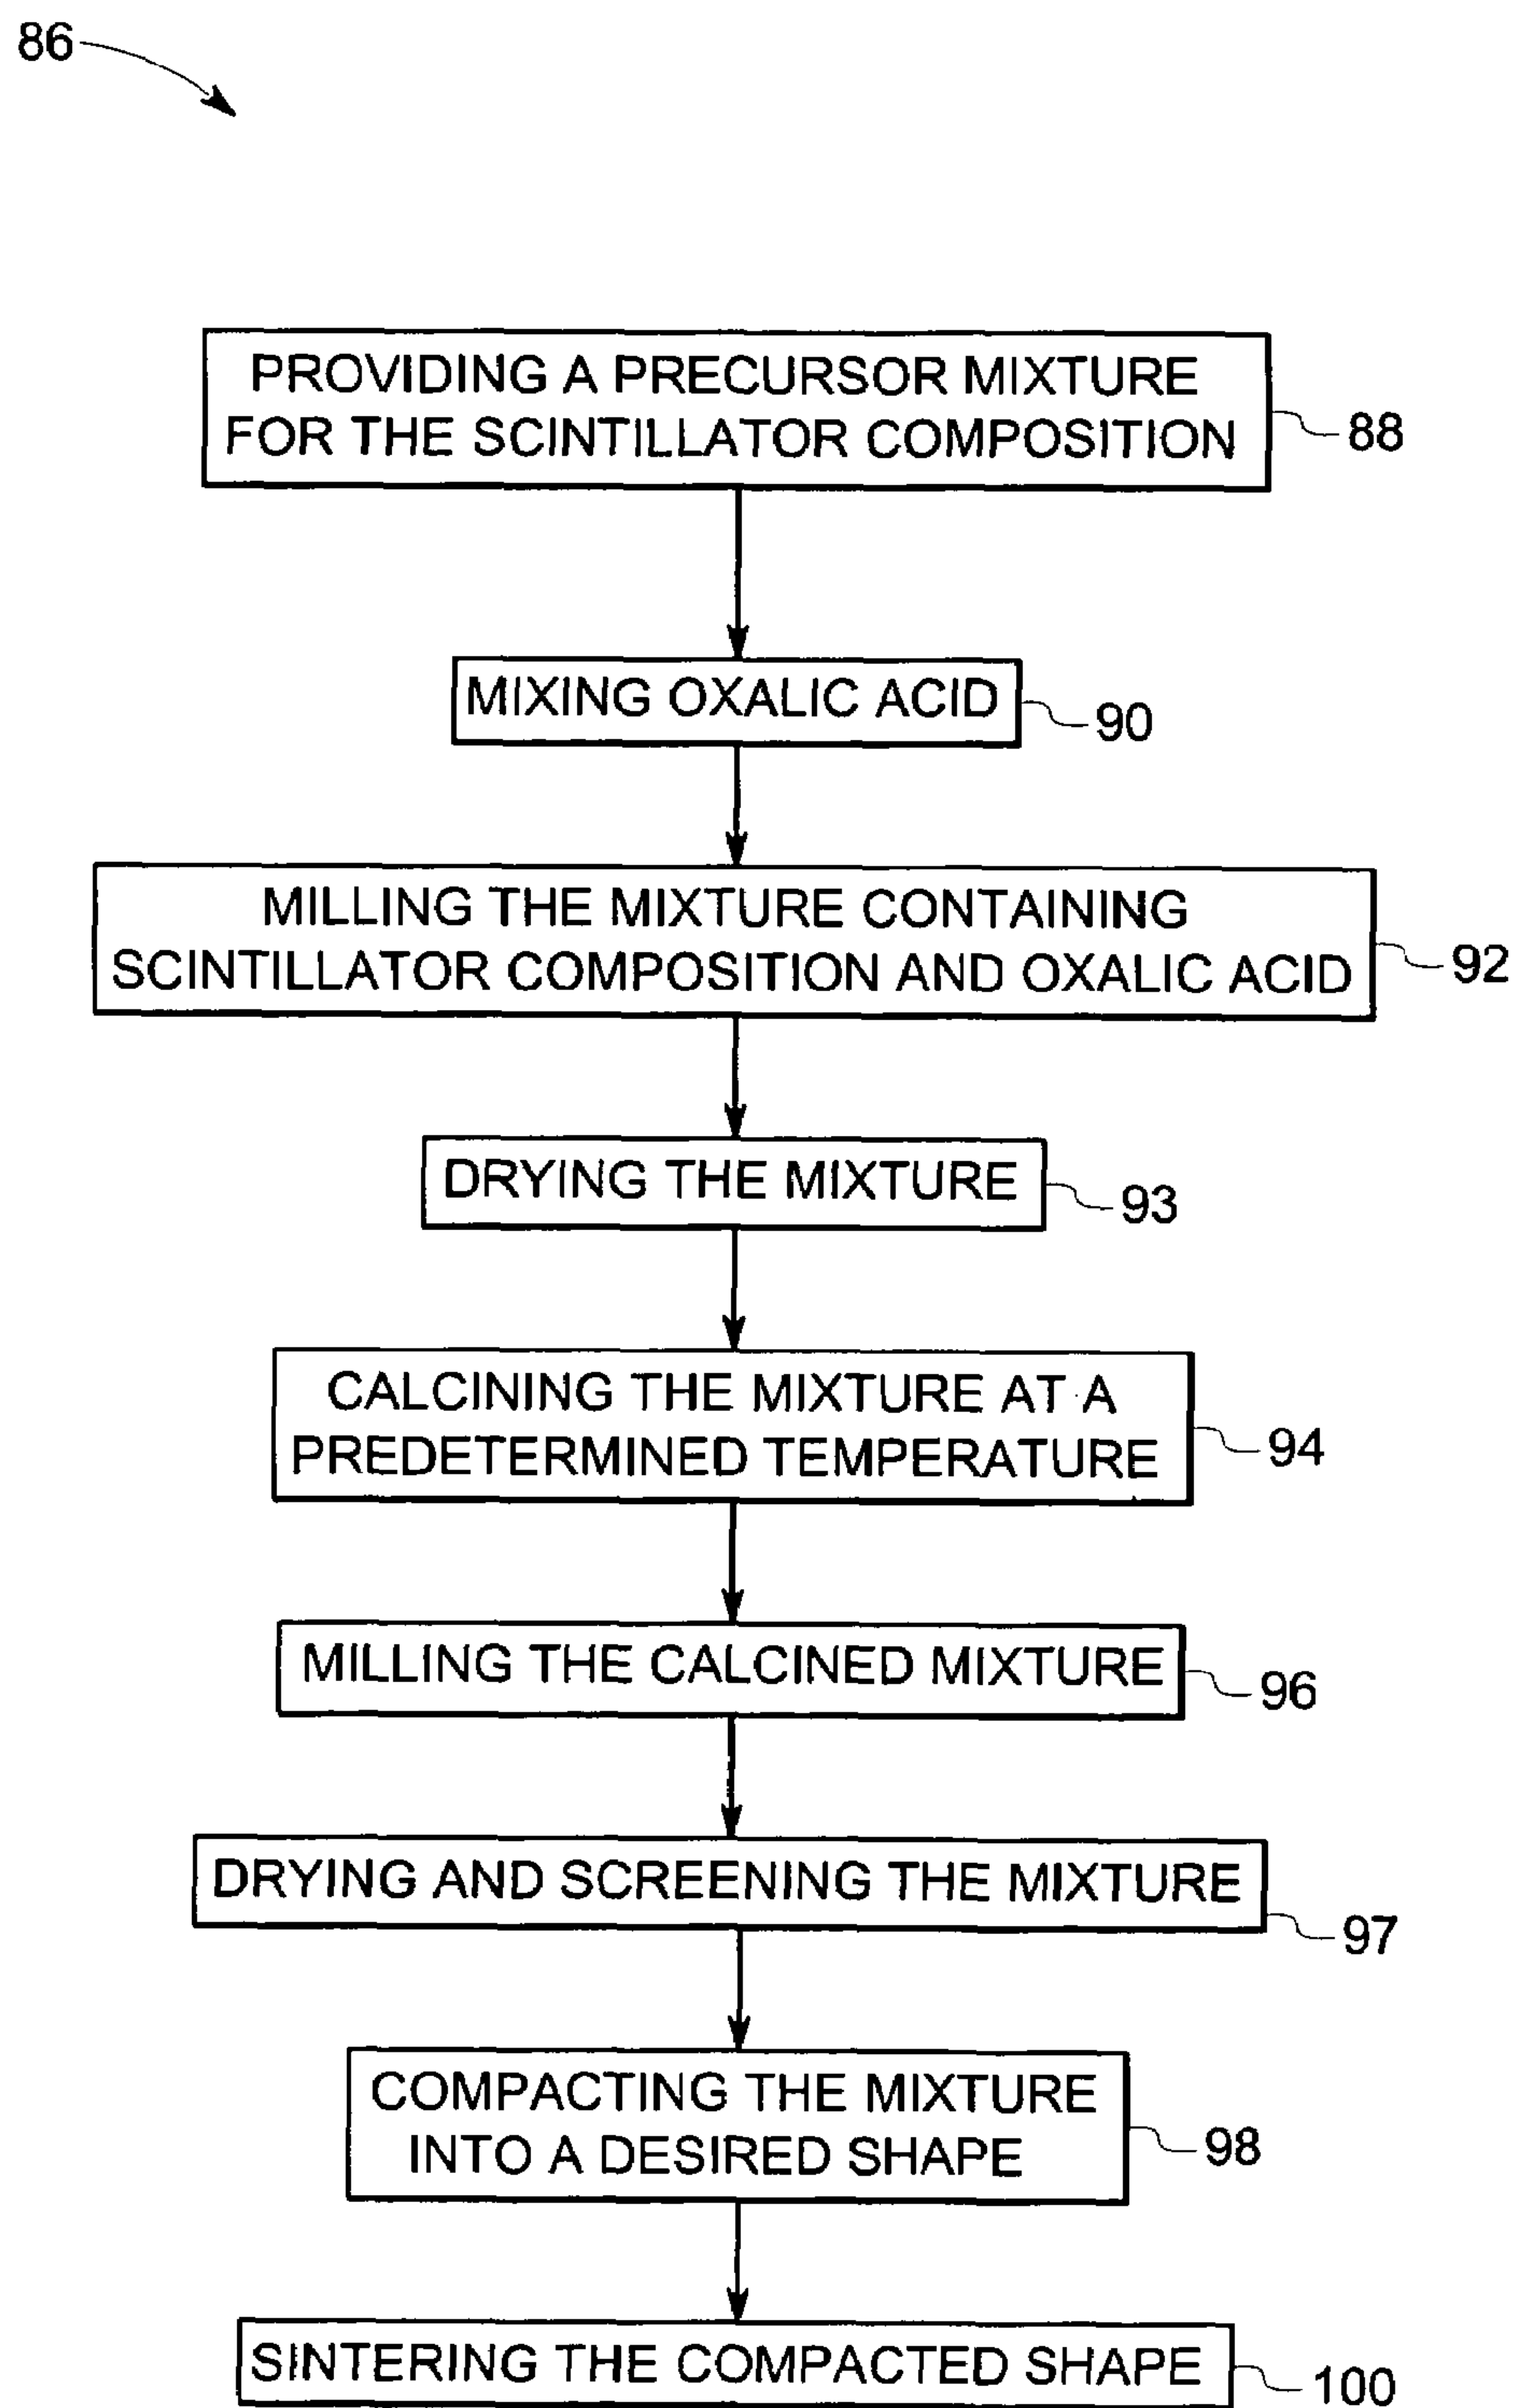 86
PROVIDING A PRECURSOR MIXTURE
FOR THE SCINTILLATOR COMPOSITION
88
MIXING OXALIC ACID
90
MILLING THE MIXTURE CONTAINING
SCINTILLATOR COMPOSITION AND OXALIC ACID
92
DRYING THE MIXTURE
93
CALCINING THE MIXTURE AT A
PREDETERMINED TEMPERATURE
94
MILLING THE CALCINED MIXTURE
96
DRYING AND SCREENING THE MIXTURE
97
COMPACTING THE MIXTURE
INTO A DESIRED SHAPE
98
SINTERING THE COMPACTED SHAPE
100